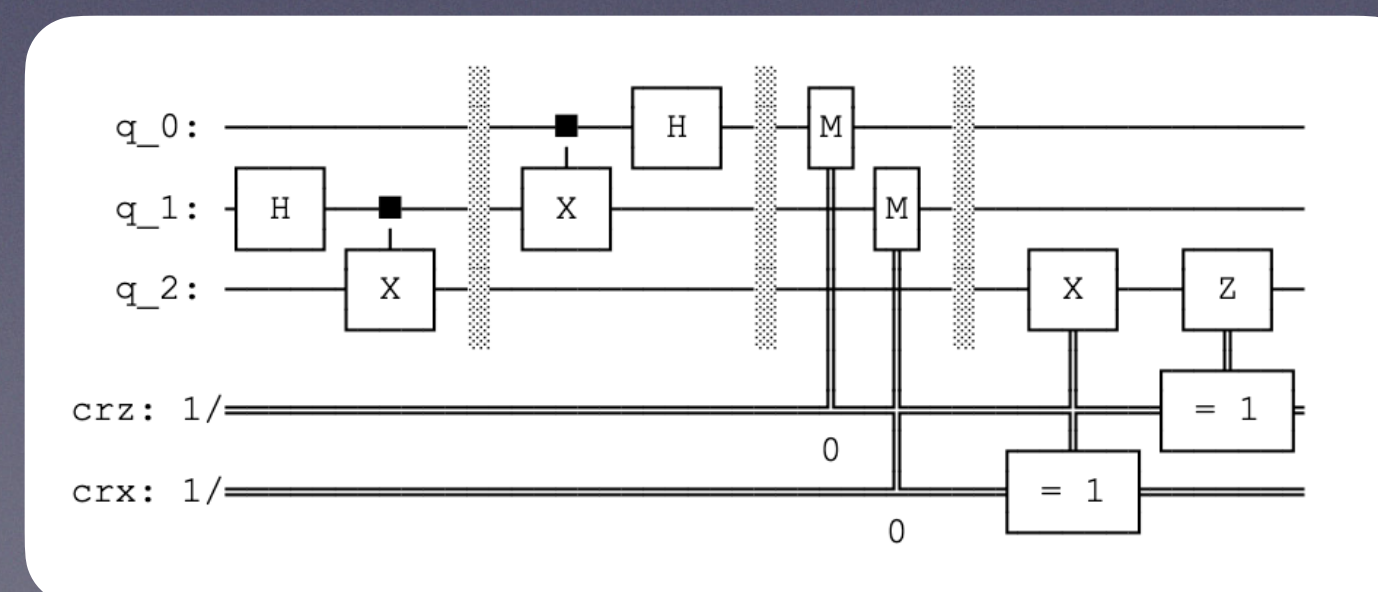 q_0: H M
q_1: H X M
q_2: X X Z
crz: 1/ = 1
0
crx: 1/ = 1
0